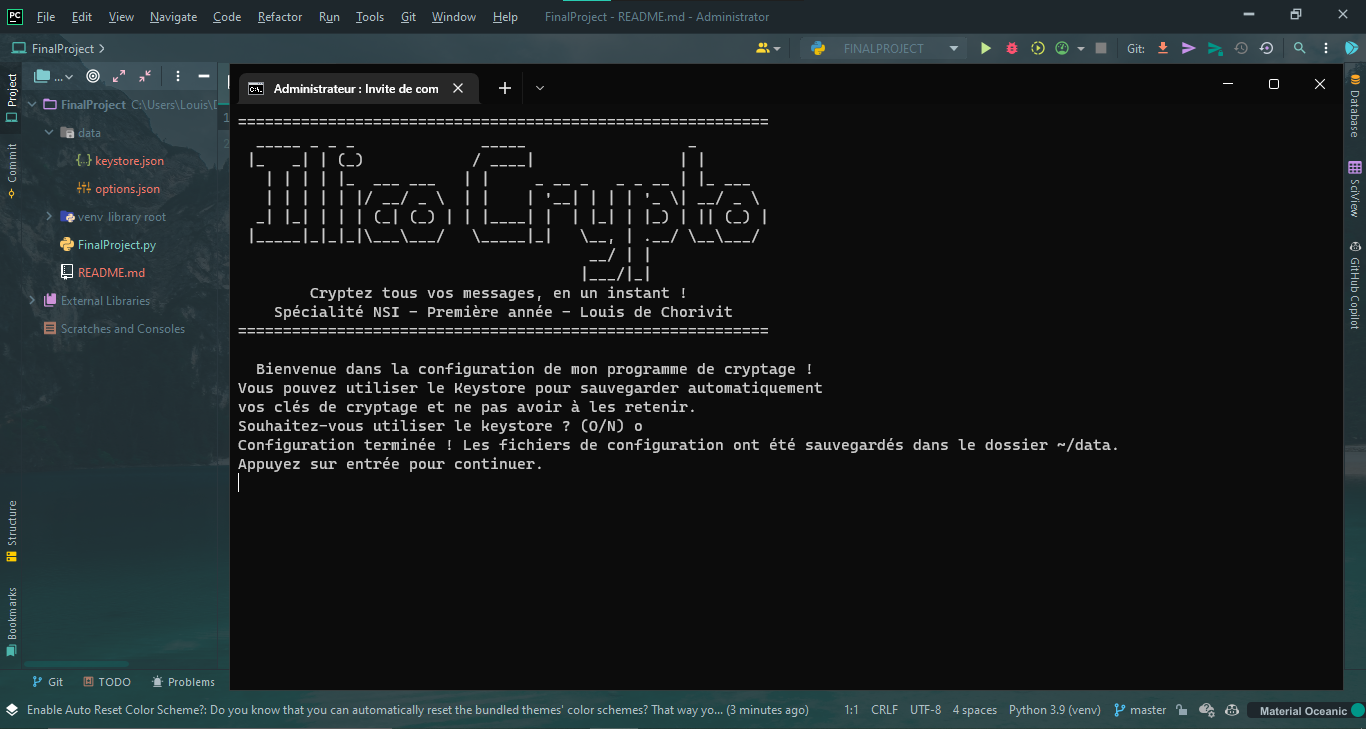 PC File Edit View Navigate Code Refactor Run Tools Git Window Help FinalProject - README.md - Administrator
FinalProject FINALPROJECT Git:
Project
Commit
Structure
Bookmarks
...
FinalProject C:\Users\Louis\
data
keystore.json
options.json
venv library root
FinalProject.py
README.md
External Libraries
Scratches and Consoles
1
2
Administrateur : Invite de com
===========================================================
IlicoCrypto
Cryptez tous vos messages, en un instant !
Spécialité NSI - Première année - Louis de Chorivit
===========================================================
Bienvenue dans la configuration de mon programme de cryptage !
Vous pouvez utiliser le Keystore pour sauvegarder automatiquement
vos clés de cryptage et ne pas avoir à les retenir.
Souhaitez-vous utiliser le keystore ? (O/N) o
Configuration terminée ! Les fichiers de configuration ont été sauvegardés dans le dossier ~/data.
Appuyez sur entrée pour continuer.
Database
SciView
GitHub Copilot
Git TODO Problems
Enable Auto Reset Color Scheme?: Do you know that you can automatically reset the bundled themes' color schemes? That way yo... (3 minutes ago) 1:1 CRLF UTF-8 4 spaces Python 3.9 (venv) master Material Oceanic